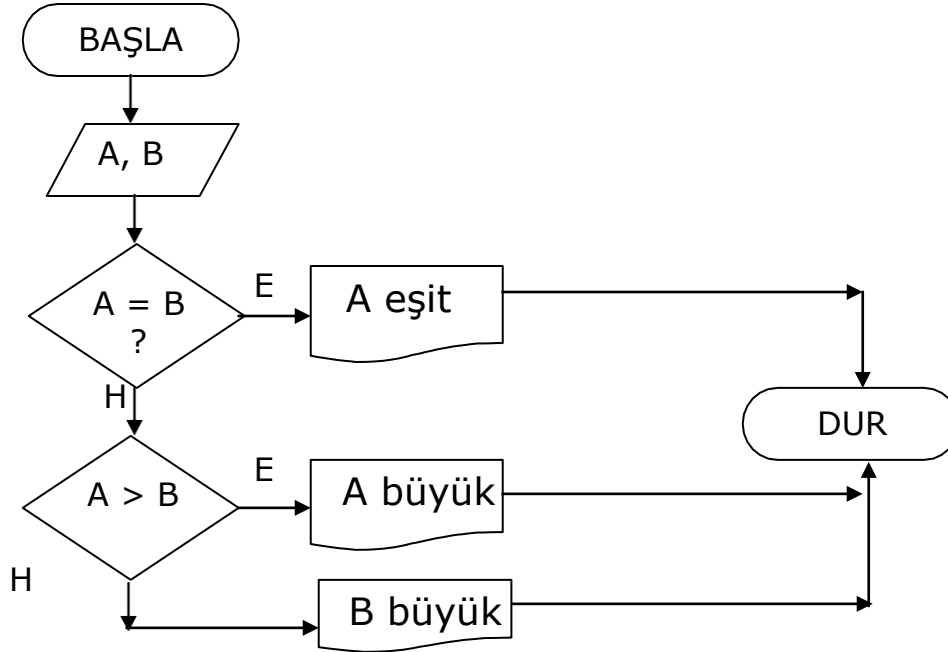 BAŞLA
A, B
A = B
?
E
A eşit
H
DUR
A > B
E
A büyük
H
B büyük